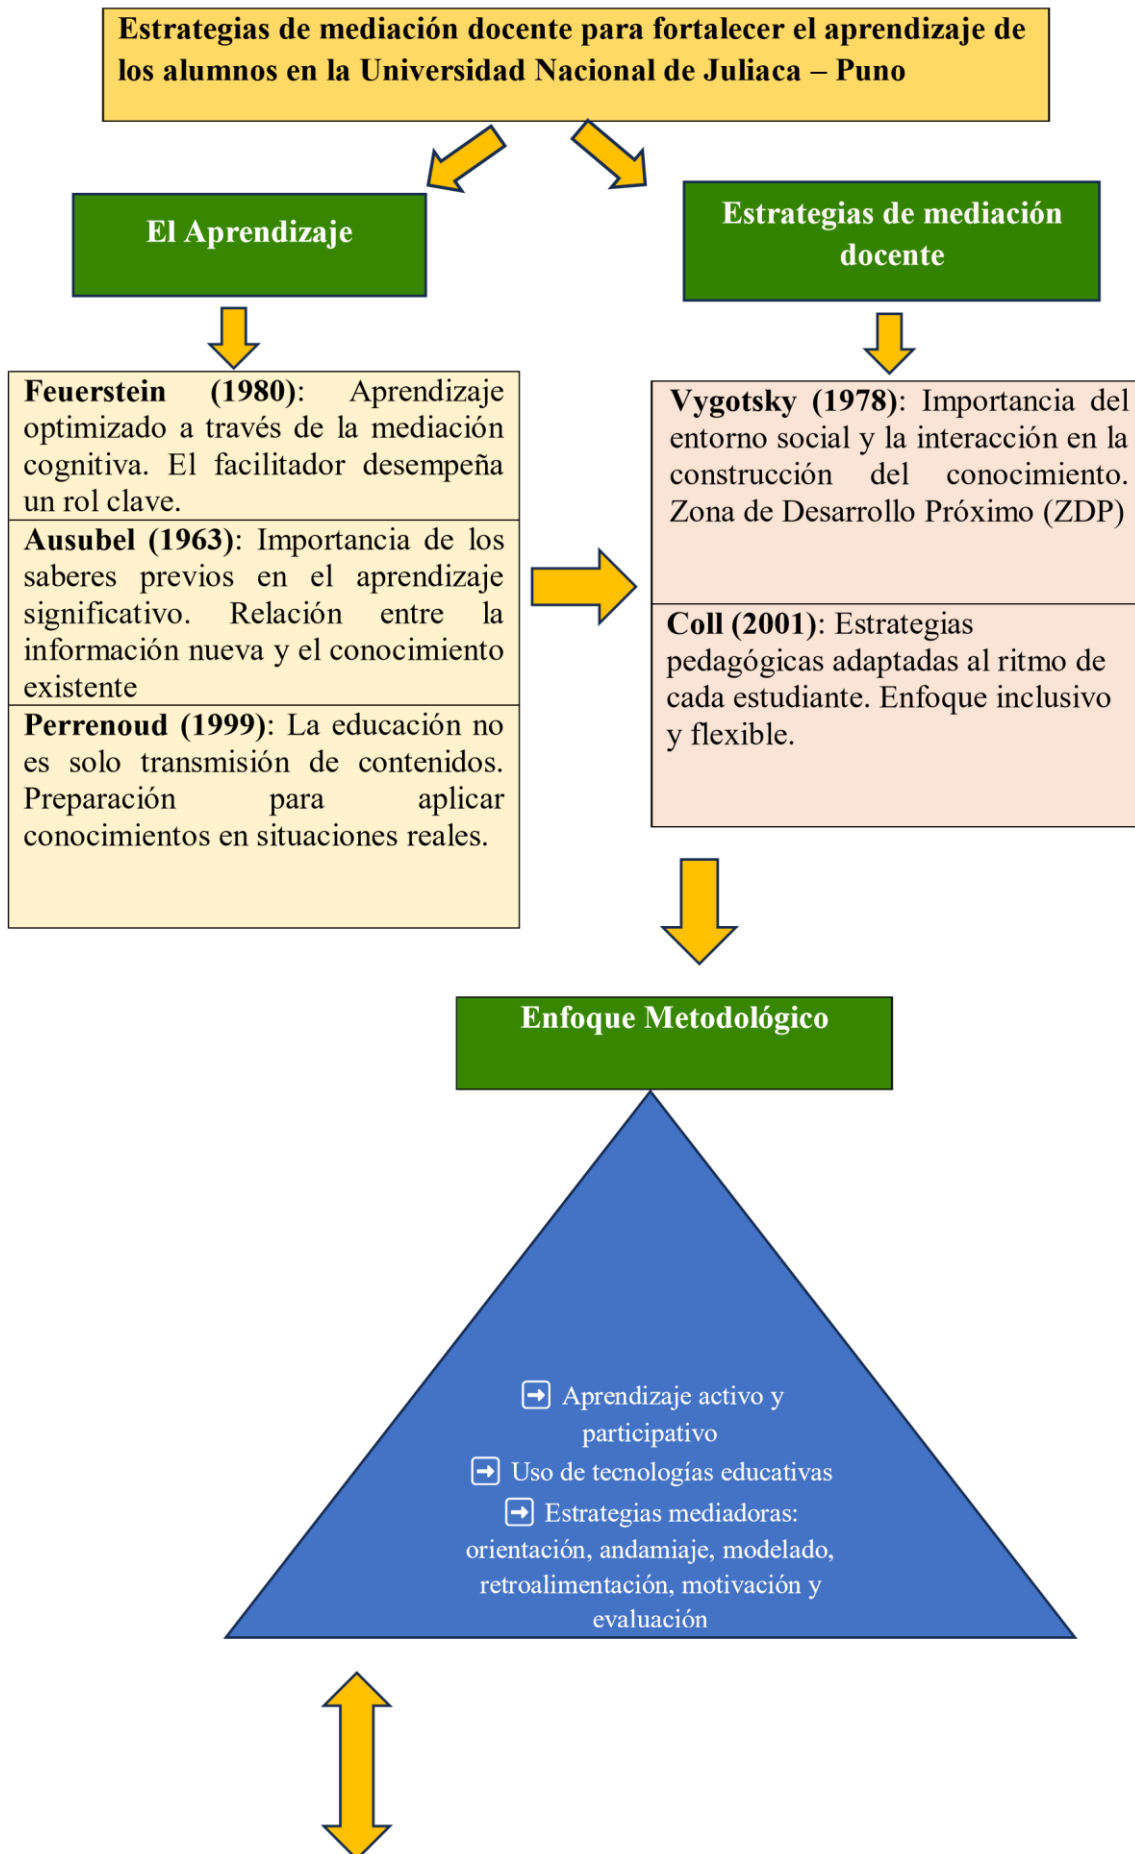 Estrategias de mediación docente para fortalecer el aprendizaje de
los alumnos en la Universidad Nacional de Juliaca – Puno
El Aprendizaje
Estrategias de mediación
docente
Feuerstein (1980): Aprendizaje
optimizado a través de la mediación
cognitiva. El facilitador desempeña
un rol clave.
Ausubel (1963): Importancia de los
saberes previos en el aprendizaje
significativo. Relación entre la
información nueva y el conocimiento
existente
Perrenoud (1999): La educación no
es solo transmisión de contenidos.
Preparación para aplicar
conocimientos en situaciones reales.
Vygotsky (1978): Importancia del
entorno social y la interacción en la
construcción del conocimiento.
Zona de Desarrollo Próximo (ZDP)
Coll (2001): Estrategias
pedagógicas adaptadas al ritmo de
cada estudiante. Enfoque inclusivo
y flexible.
Enfoque Metodológico
Aprendizaje activo y
participativo
Uso de tecnologías educativas
Estrategias mediadoras:
orientación, andamiaje, modelado,
retroalimentación, motivación y
evaluación